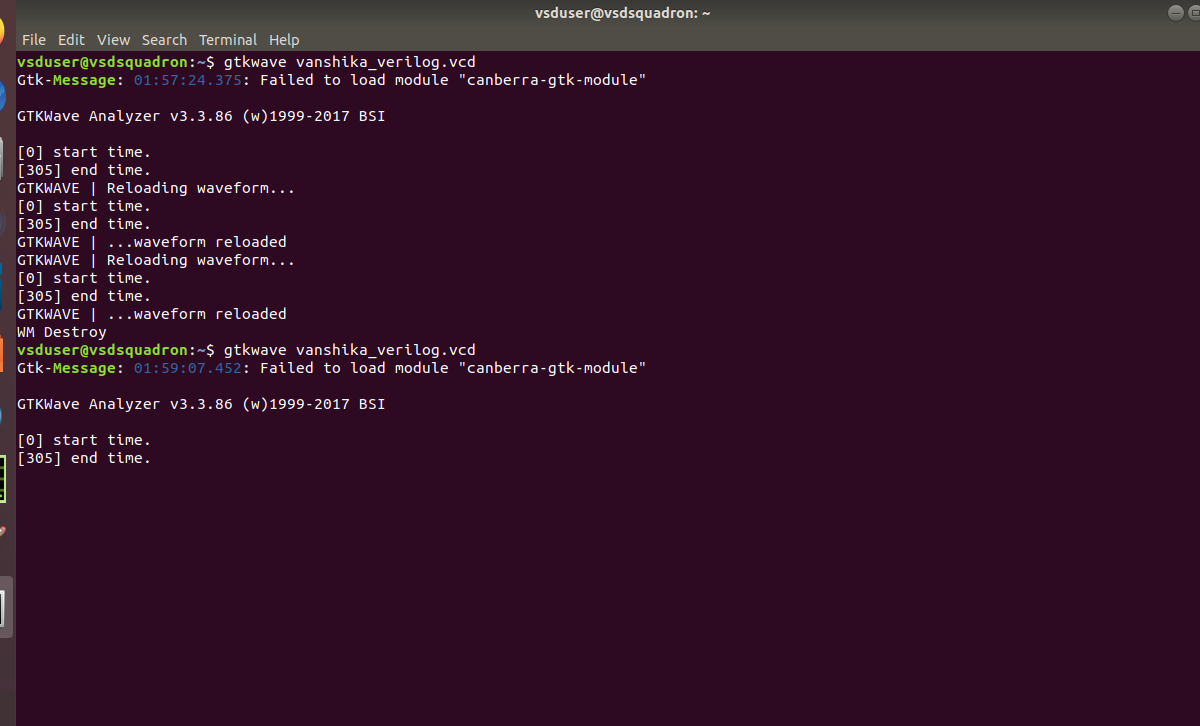 vsduser@vsdsquadron: ~
File Edit View Search Terminal Help
vsduser@vsdsquadron:~$ gtkwave vanshika_verilog.vcd
Gtk-Message: 01:57:24.375: Failed to load module "canberra-gtk-module"
GTKWave Analyzer v3.3.86 (w)1999-2017 BSI
[0] start time.
[305] end time.
GTKWAVE | Reloading waveform...
[0] start time.
[305] end time.
GTKWAVE | ...waveform reloaded
GTKWAVE | Reloading waveform...
[0] start time.
[305] end time.
GTKWAVE | ...waveform reloaded
WM Destroy
vsduser@vsdsquadron:~$ gtkwave vanshika_verilog.vcd
Gtk-Message: 01:59:07.452: Failed to load module "canberra-gtk-module"
GTKWave Analyzer v3.3.86 (w)1999-2017 BSI
[0] start time.
[305] end time.